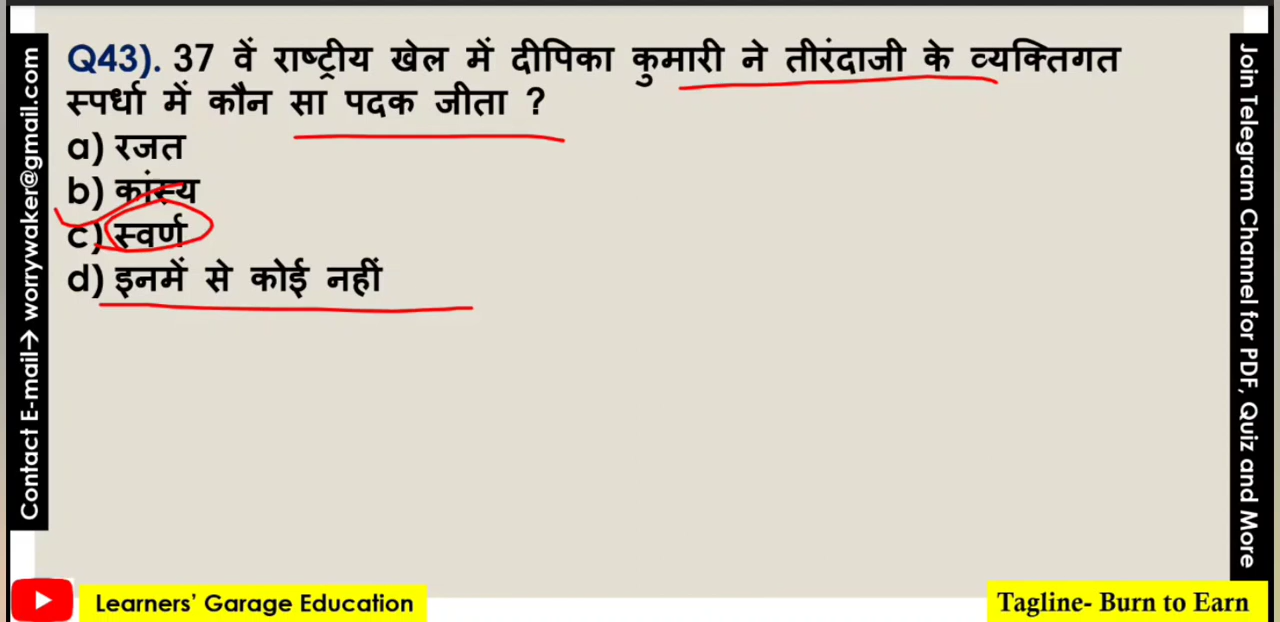 Q43). 37 वें राष्ट्रीय खेल में दीपिका कुमारी ने तीरंदाजी के व्यक्तिगत
स्पर्धा में कौन सा पदक जीता ?
a) रजत
b) कांस्य
c) स्वर्ण
d) इनमें से कोई नहीं
Contact E-mail→ worrywaker@gmail.com
Join Telegram Channel for PDF, Quiz and More
Learners’ Garage Education
Tagline- Burn to Earn